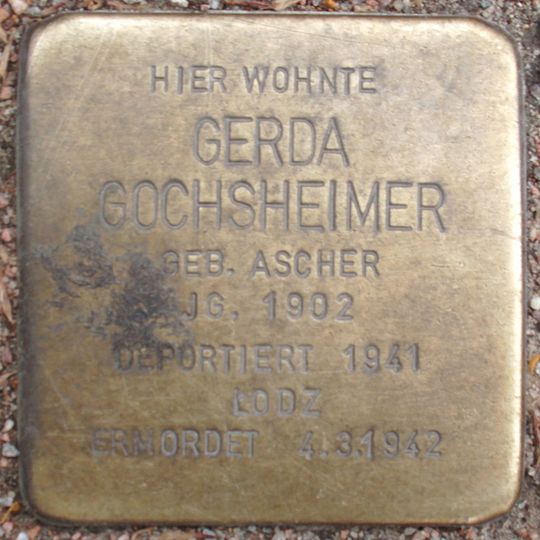 HIER WOHNTE
GERDA
GOCHSHEIMER
GEB. ASCHER
JG. 1902
DEPORTIERT 1941
ŁODZ
ERMORDET 4.3.1942